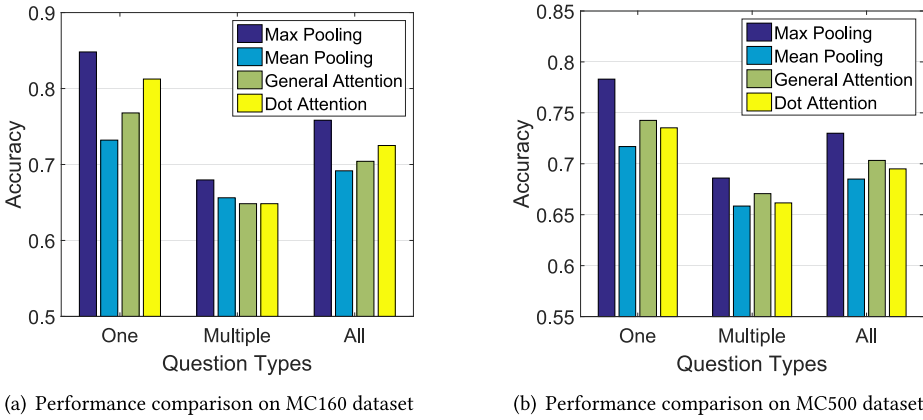 0.9
0.8
0.7
0.6
0.5
Accuracy
Max Pooling
Mean Pooling
General Attention
Dot Attention
One Multiple All
Question Types
(a) Performance comparison on MC160 dataset
0.85
0.8
0.75
0.7
0.65
0.6
0.55
Accuracy
Max Pooling
Mean Pooling
General Attention
Dot Attention
One Multiple All
Question Types
(b) Performance comparison on MC500 dataset